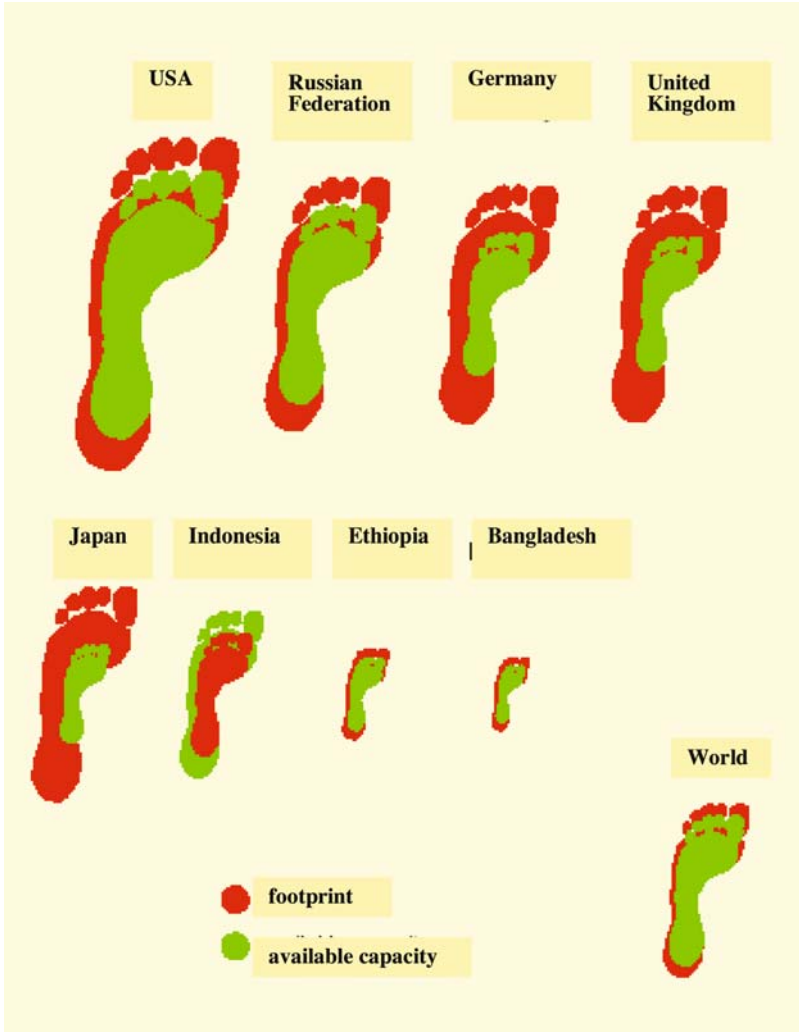 USA
Russian
Federation
Germany
United
Kingdom
Japan
Indonesia
Ethiopia
Bangladesh
World
footprint
available capacity